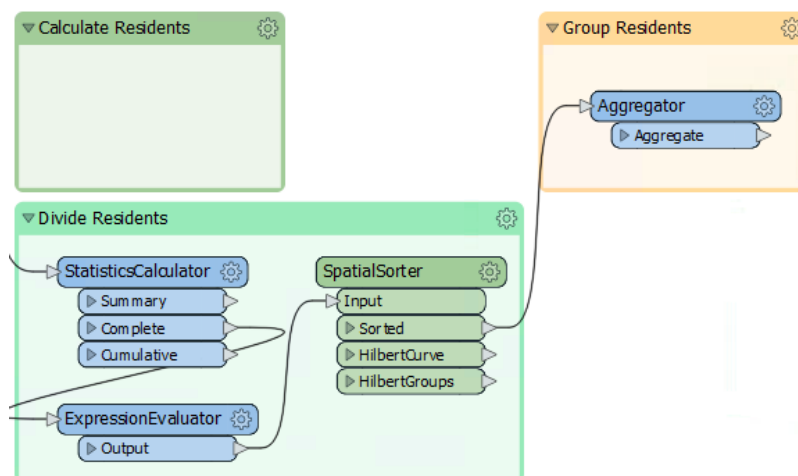 Calculate Residents
Group Residents
Aggregator
Aggregate
Divide Residents
StatisticsCalculator
Summary
Complete
Cumulative
SpatialSorter
Input
Sorted
HilbertCurve
HilbertGroups
ExpressionEvaluator
Output